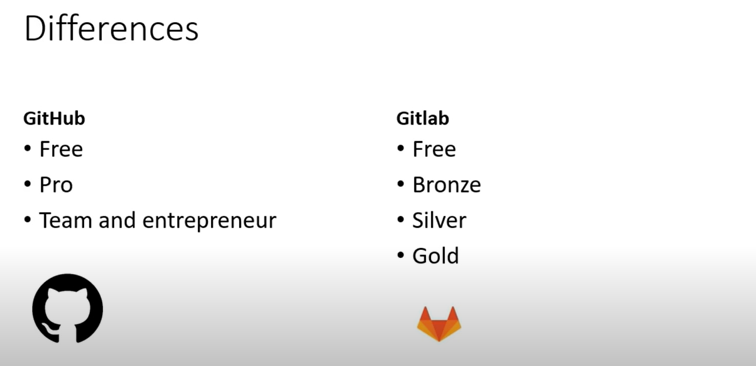 Differences
GitHub
• Free
• Pro
• Team and entrepreneur
Gitlab
• Free
• Bronze
• Silver
• Gold